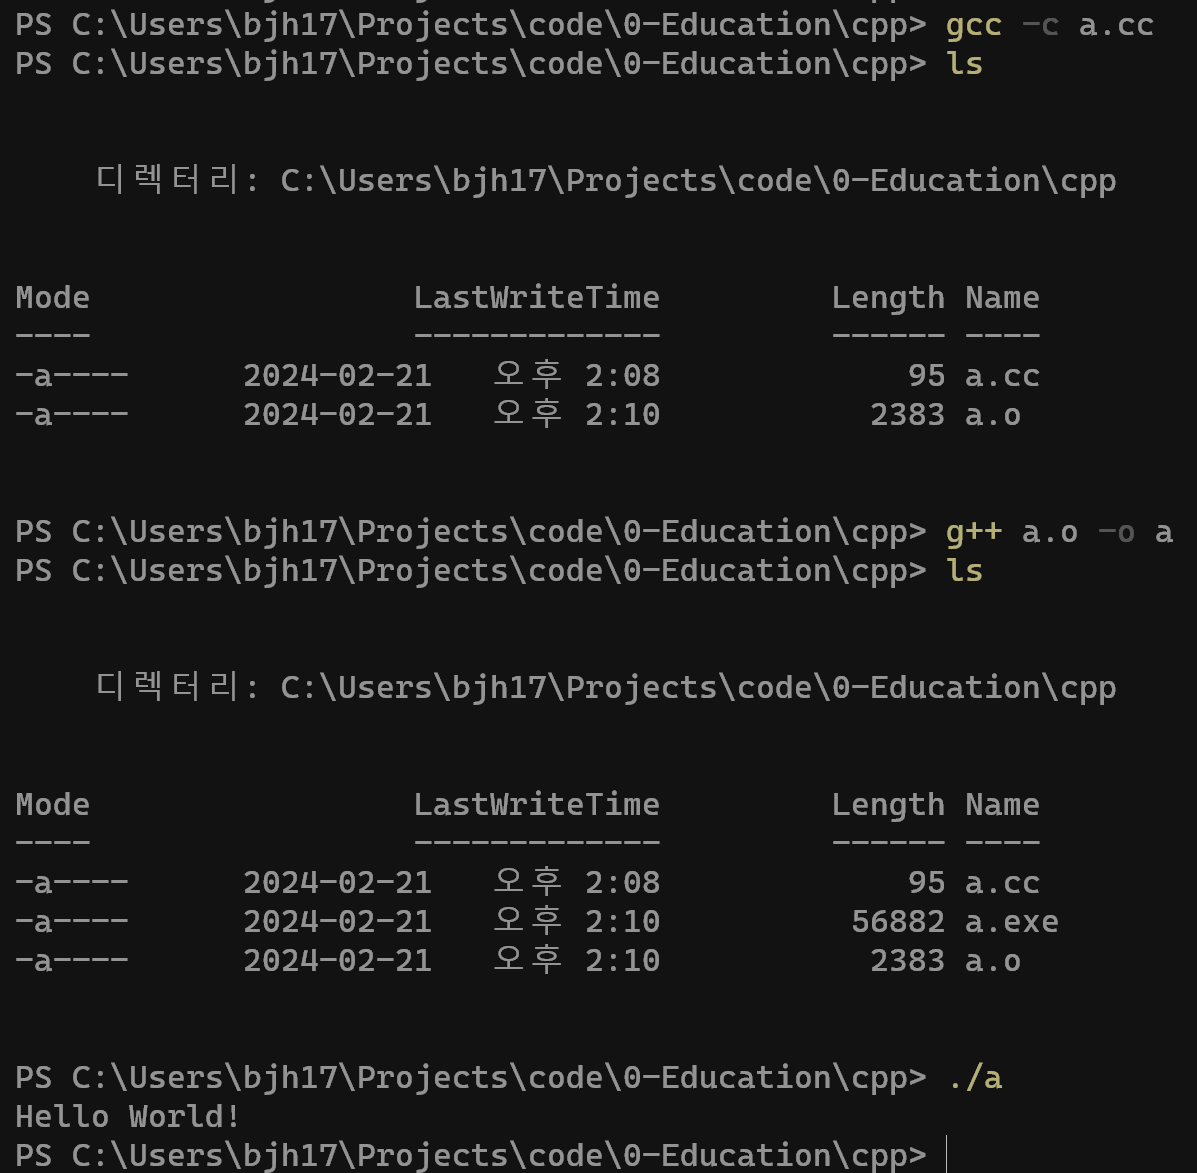 PS C:\Users\bjh17\Projects\code\0-Education\cpp> gcc -c a.cc
PS C:\Users\bjh17\Projects\code\0-Education\cpp> ls
디렉터리: C:\Users\bjh17\Projects\code\0-Education\cpp
Mode                 LastWriteTime         Length Name
----                 -------------         ------ ----
-a----      2024-02-21   오후 2:08             95 a.cc
-a----      2024-02-21   오후 2:10           2383 a.o
PS C:\Users\bjh17\Projects\code\0-Education\cpp> g++ a.o -o a
PS C:\Users\bjh17\Projects\code\0-Education\cpp> ls
디렉터리: C:\Users\bjh17\Projects\code\0-Education\cpp
Mode                 LastWriteTime         Length Name
----                 -------------         ------ ----
-a----      2024-02-21   오후 2:08             95 a.cc
-a----      2024-02-21   오후 2:10          56882 a.exe
-a----      2024-02-21   오후 2:10           2383 a.o
PS C:\Users\bjh17\Projects\code\0-Education\cpp> ./a
Hello World!
PS C:\Users\bjh17\Projects\code\0-Education\cpp>